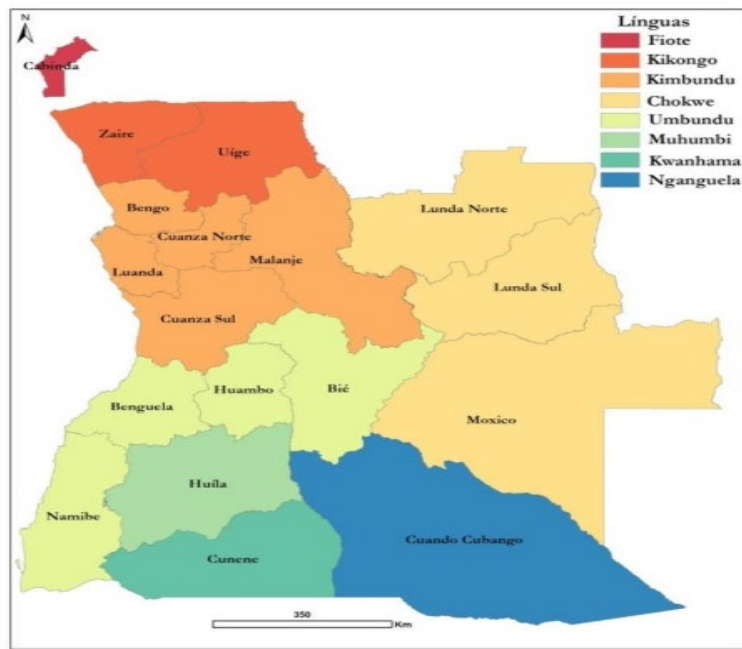 N
Línguas
Fiote
Kikongo
Kimbundu
Chokwe
Umbundu
Muhumbi
Kwanhama
Nganguela
Cabinda
Zaire
Uíge
Bengo
Cuanza Norte
Luanda
Malanje
Cuanza Sul
Lunda Norte
Lunda Sul
Benguela
Huambo
Bié
Moxico
Namibe
Huíla
Cunene
Cuando Cubango
350
Km